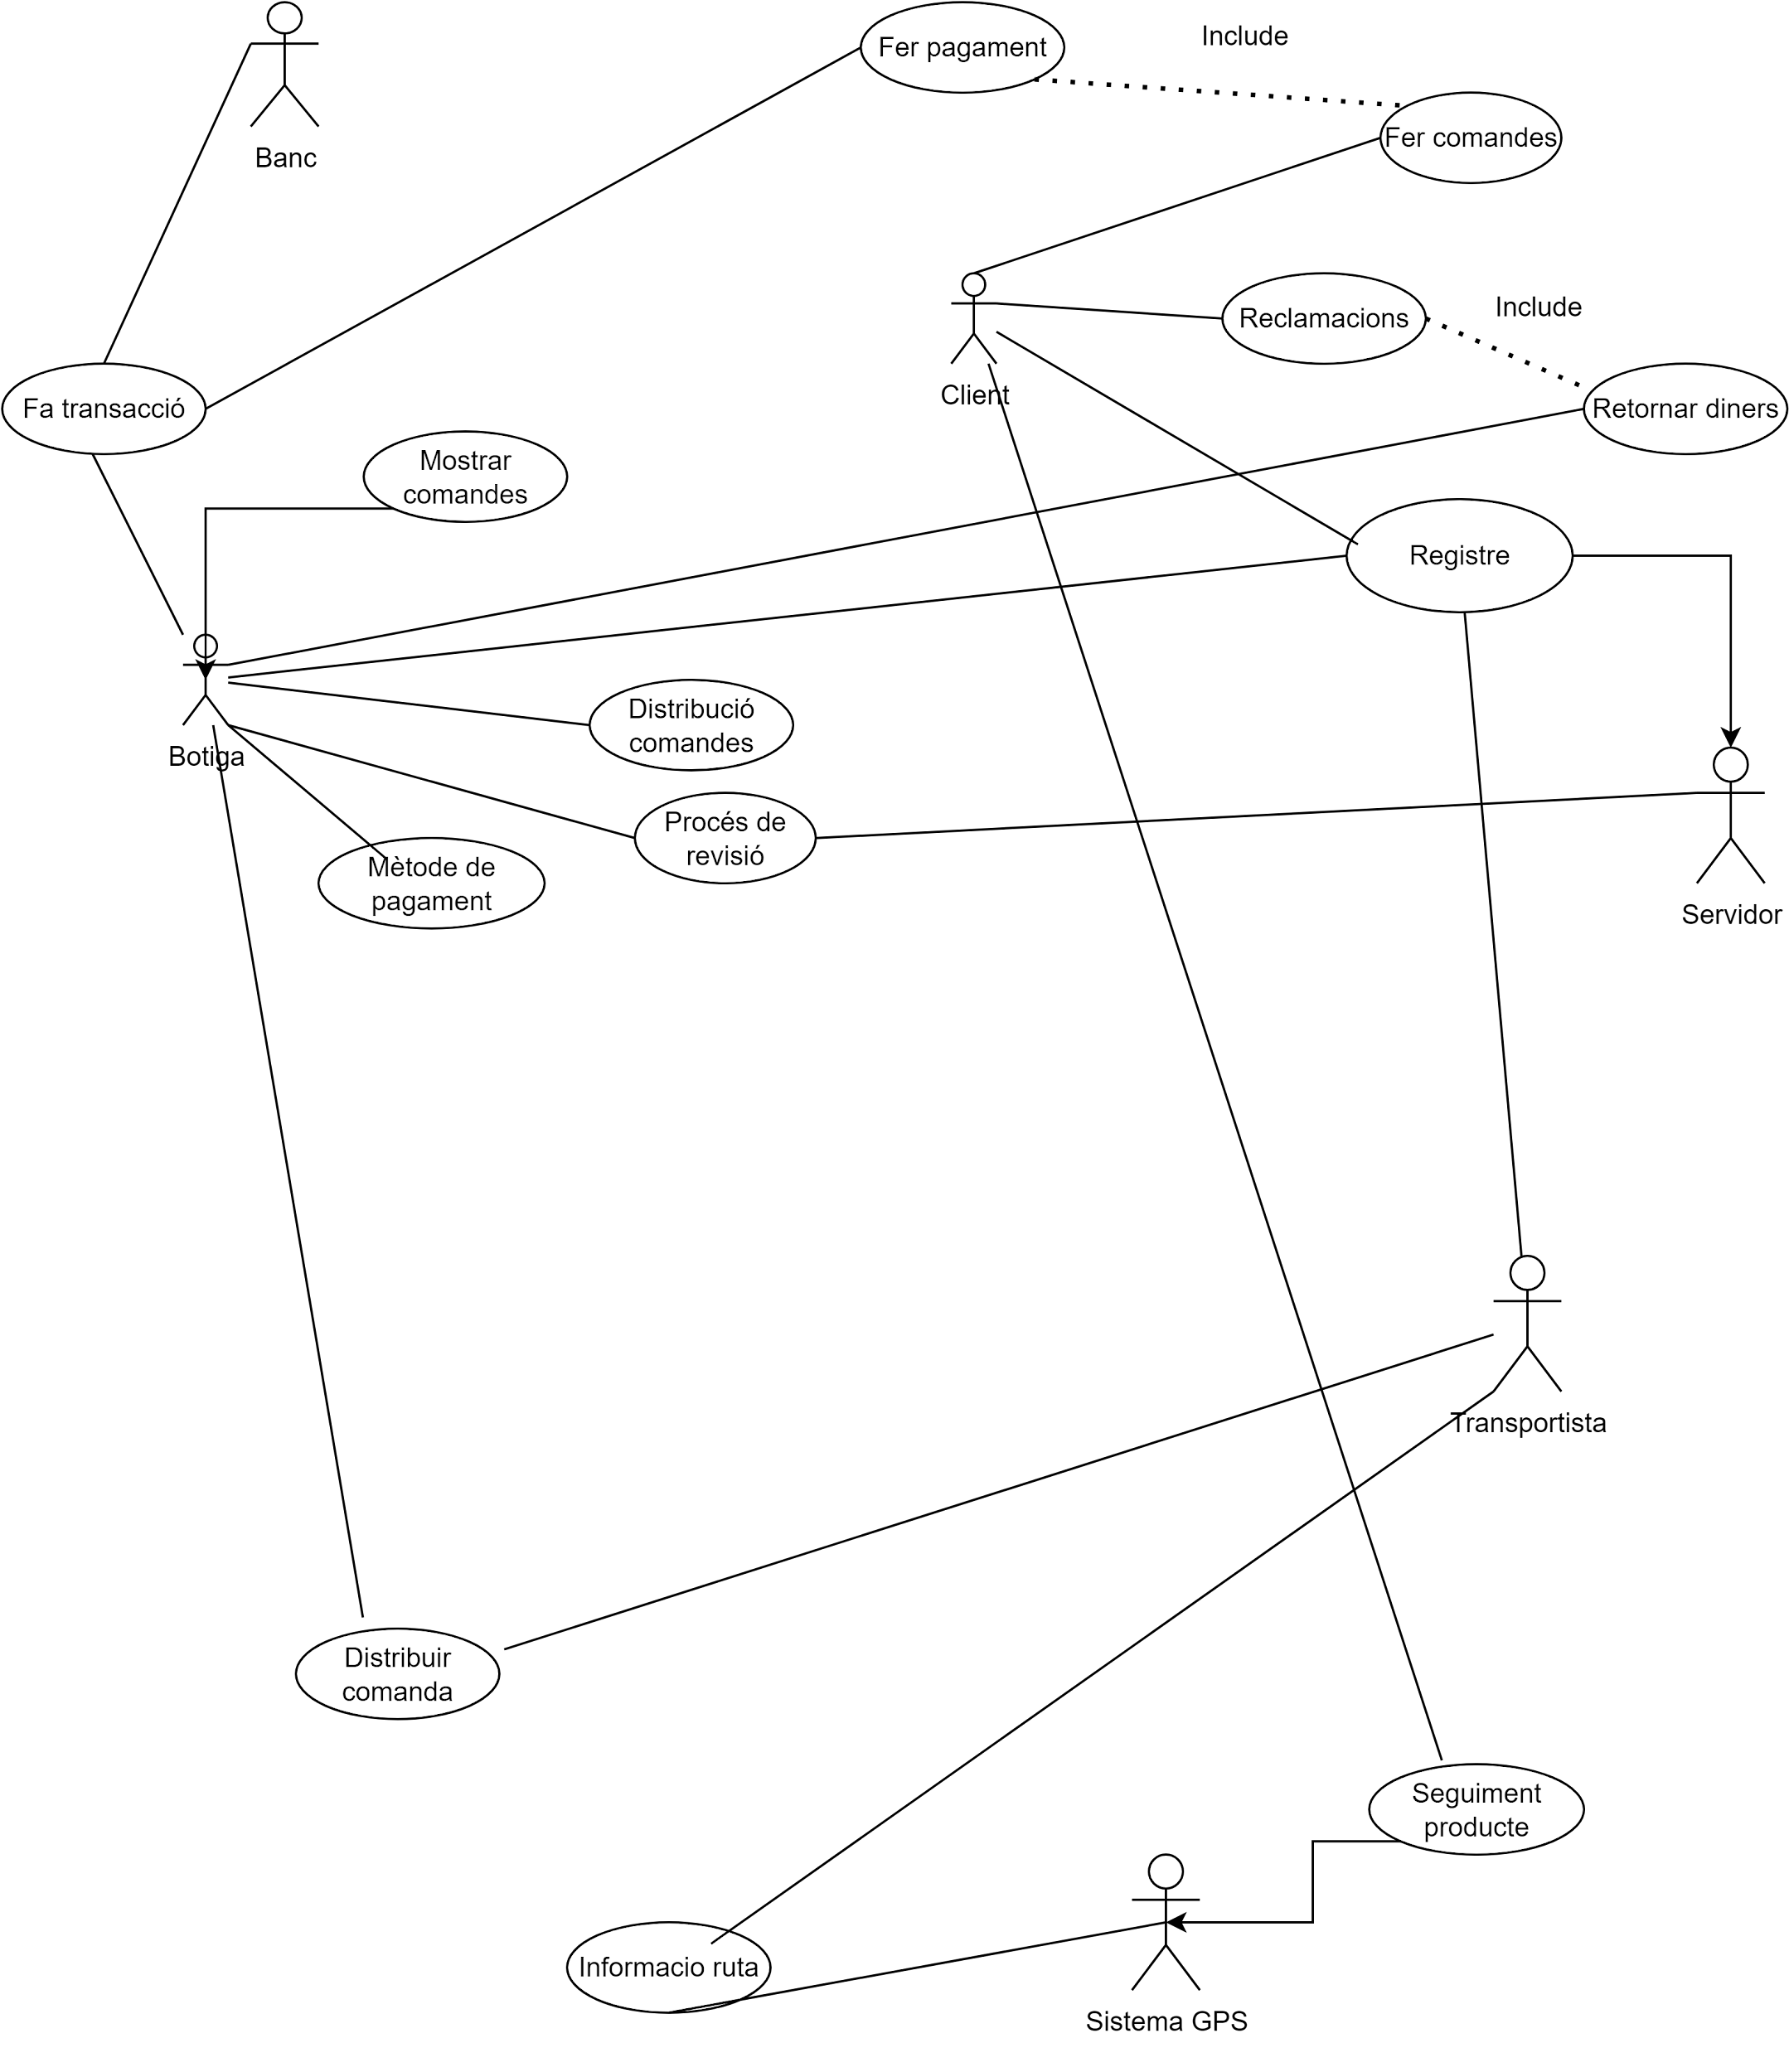 Include
Fer pagament
Fer comandes
Banc
Reclamacions
Include
Client
Fa transacció
Retornar diners
Mostrar
comandes
Registre
Distribució
comandes
Botiga
Procés de
revisió
Mètode de
pagament
Servidor
Transportista
Distribuir
comanda
Seguiment
producte
Informacio ruta
Sistema GPS